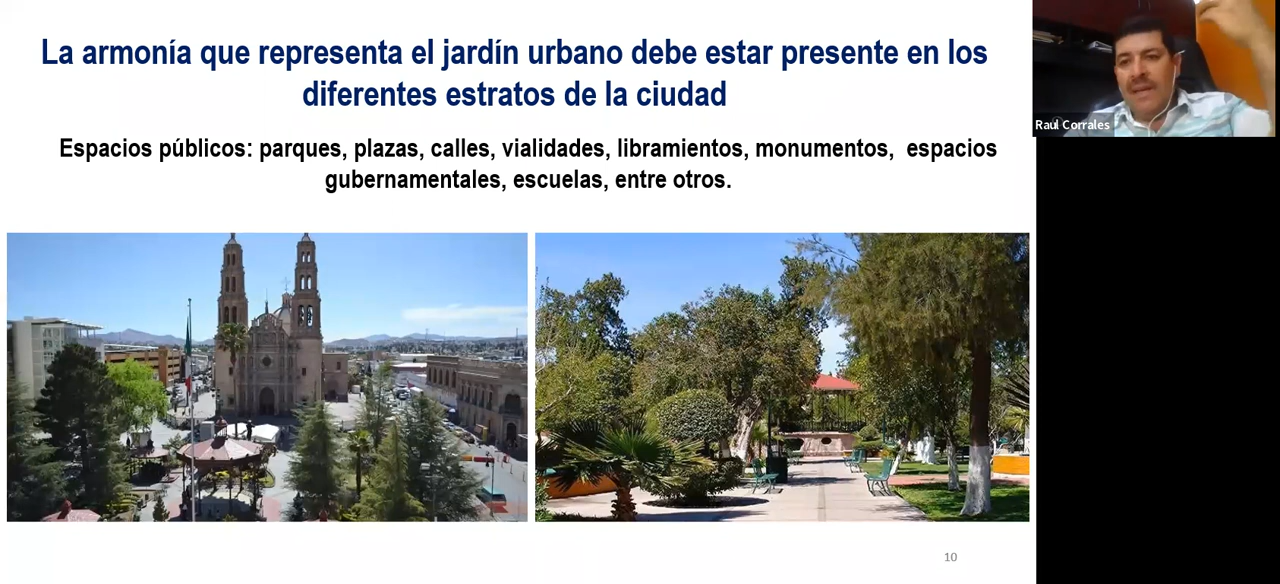 La armonía que representa el jardín urbano debe estar presente en los
diferentes estratos de la ciudad
Espacios públicos: parques, plazas, calles, vialidades, libramientos, monumentos,  espacios
gubernamentales, escuelas, entre otros.
Raul Corrales
10